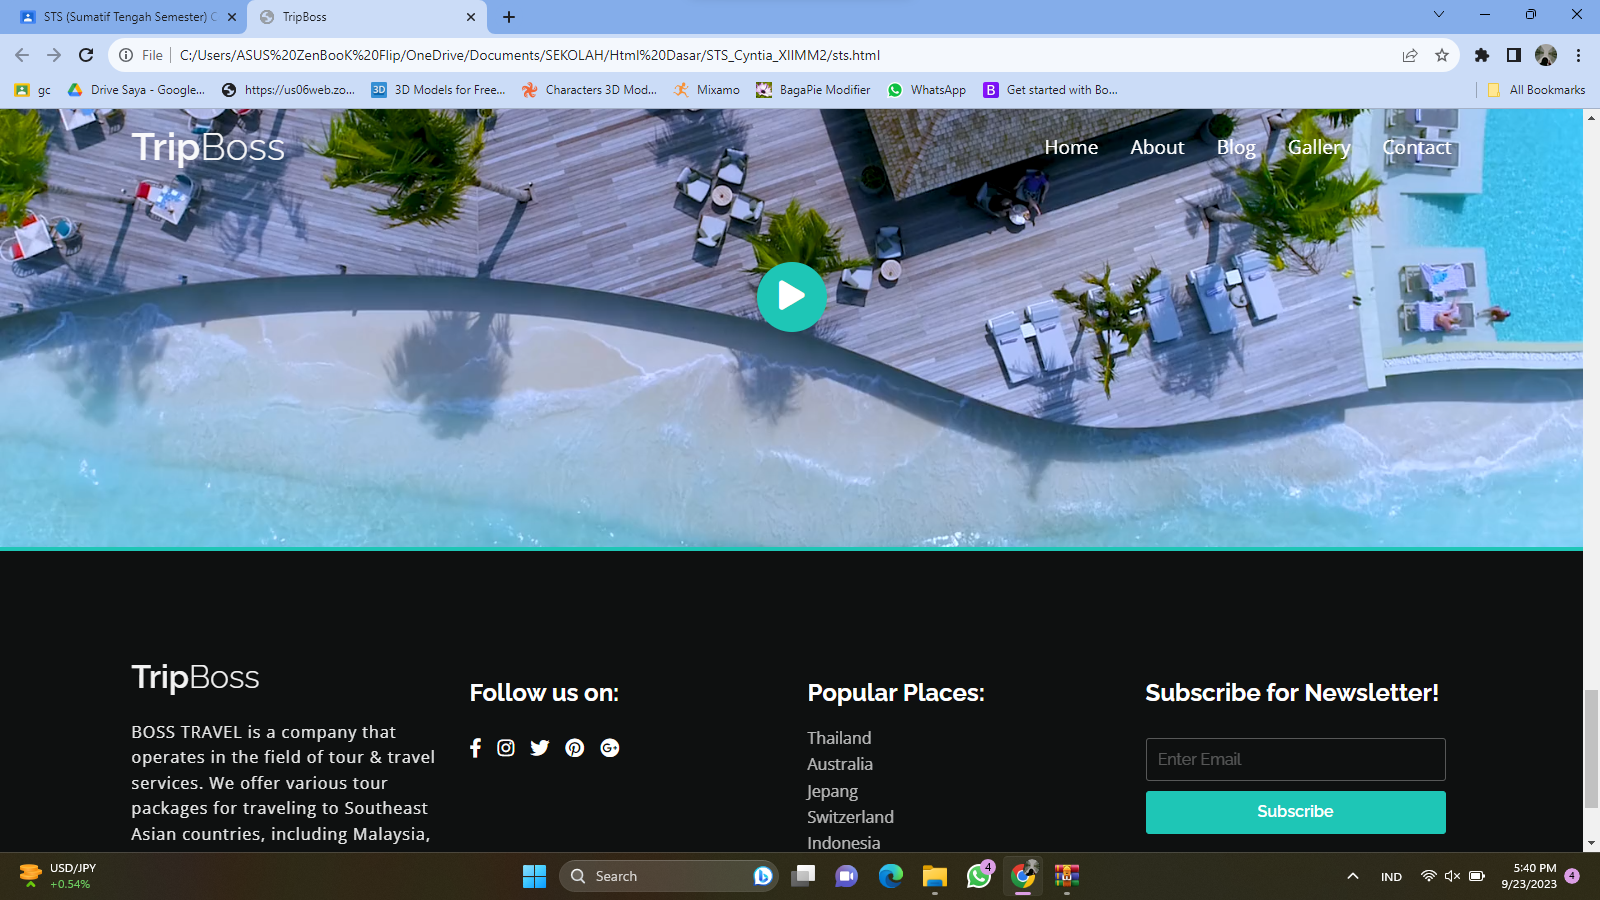 STS (Sumatif Tengah Semester) C
TripBoss
File
C:/Users/ASUS%20ZenBooK%20Flip/OneDrive/Documents/SEKOLAH/Html%20Dasar/STS_Cyntia_XIIMM2/sts.html
gc
Drive Saya - Google...
https://us06web.zo...
3D Models for Free...
Characters 3D Mod...
Mixamo
BagaPie Modifier
WhatsApp
Get started with Bo...
All Bookmarks
TripBoss
Home About Blog Gallery Contact
TripBoss
BOSS TRAVEL is a company that
operates in the field of tour & travel
services. We offer various tour
packages for traveling to Southeast
Asian countries, including Malaysia,
Follow us on:
Popular Places:
Thailand
Australia
Jepang
Switzerland
Indonesia
Subscribe for Newsletter!
Enter Email
Subscribe
USD/JPY
+0.54%
Search
4
IND
5:40 PM
9/23/2023
4